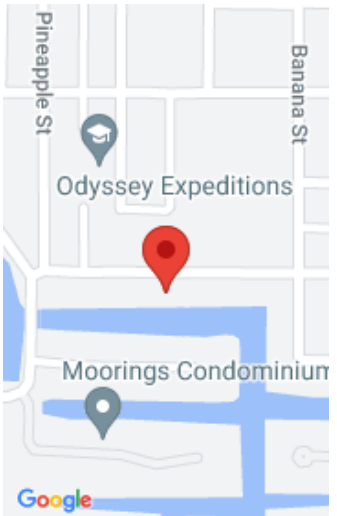 Pineapple St
Banana St
Odyssey Expeditions
Moorings Condominium
Google